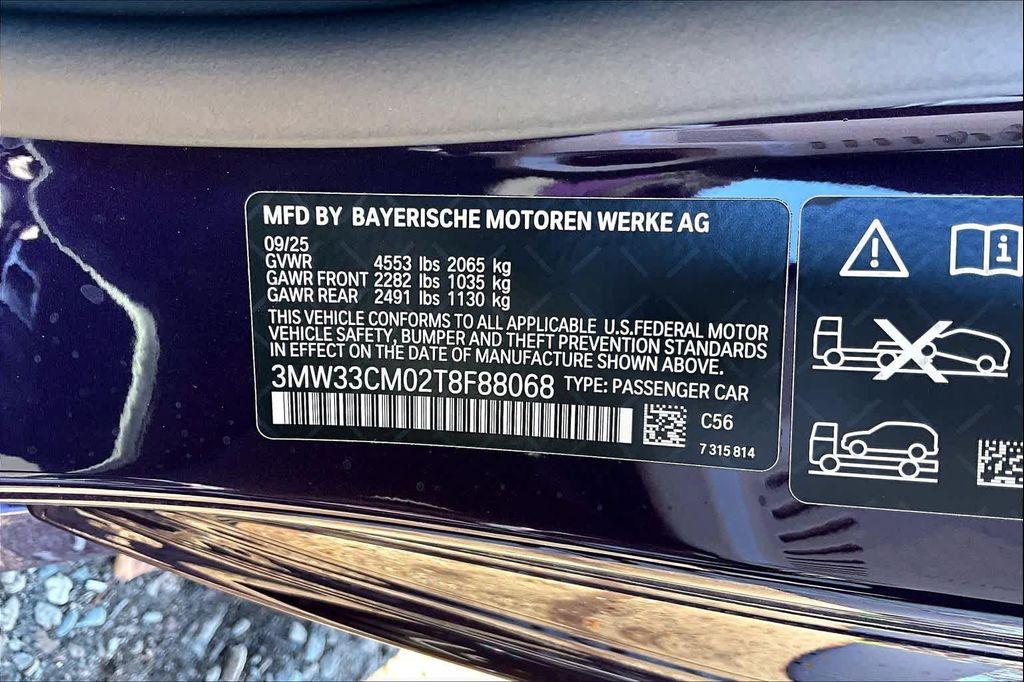 MFD BY BAYERISCHE MOTOREN WERKE AG
09/25
GVWR 4553 lbs 2065 kg
GAWR FRONT 2282 lbs 1035 kg
GAWR REAR 2491 lbs 1130 kg
THIS VEHICLE CONFORMS TO ALL APPLICABLE U.S.FEDERAL MOTOR
VEHICLE SAFETY, BUMPER AND THEFT PREVENTION STANDARDS
IN EFFECT ON THE DATE OF MANUFACTURE SHOWN ABOVE.
3MW33CM02T8F88068 TYPE: PASSENGER CAR
C56
7 315 814